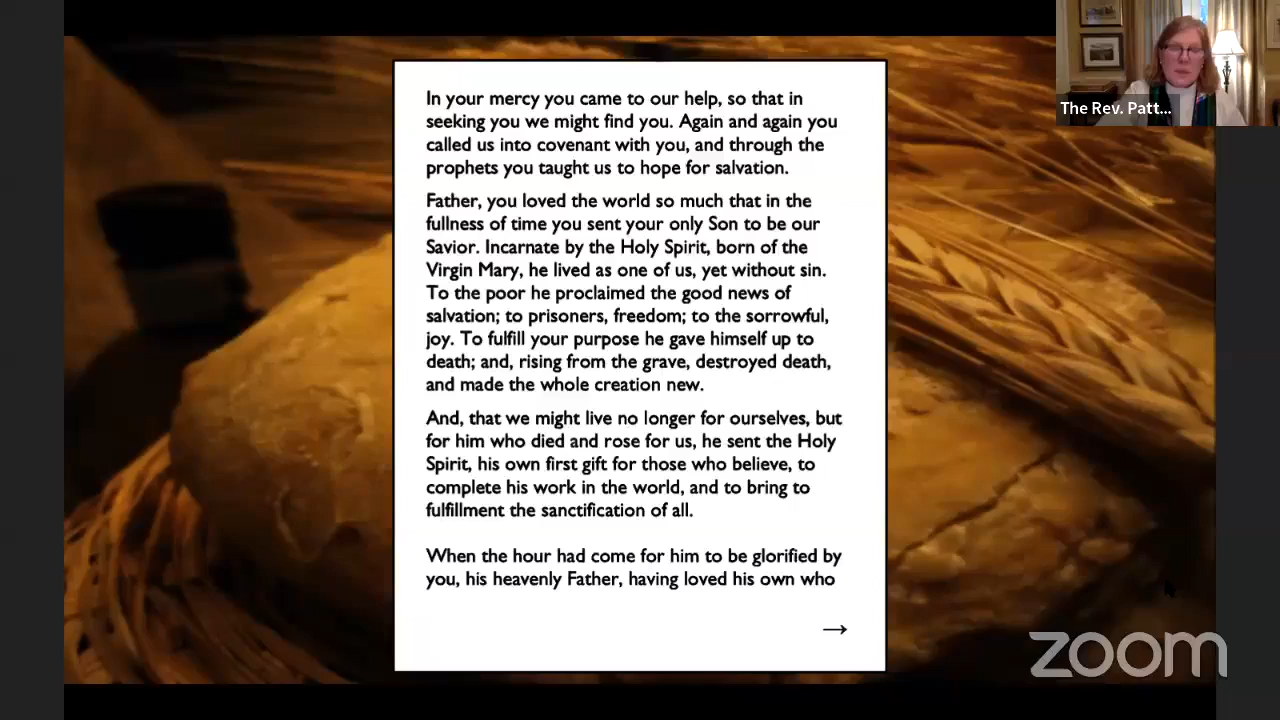 In your mercy you came to our help, so that in
seeking you we might find you. Again and again you
called us into covenant with you, and through the
prophets you taught us to hope for salvation.
Father, you loved the world so much that in the
fullness of time you sent your only Son to be our
Savior. Incarnate by the Holy Spirit, born of the
Virgin Mary, he lived as one of us, yet without sin.
To the poor he proclaimed the good news of
salvation; to prisoners, freedom; to the sorrowful,
joy. To fulfill your purpose he gave himself up to
death; and, rising from the grave, destroyed death,
and made the whole creation new.
And, that we might live no longer for ourselves, but
for him who died and rose for us, he sent the Holy
Spirit, his own first gift for those who believe, to
complete his work in the world, and to bring to
fulfillment the sanctification of all.
When the hour had come for him to be glorified by
you, his heavenly Father, having loved his own who
→
The Rev. Patt...
zoom